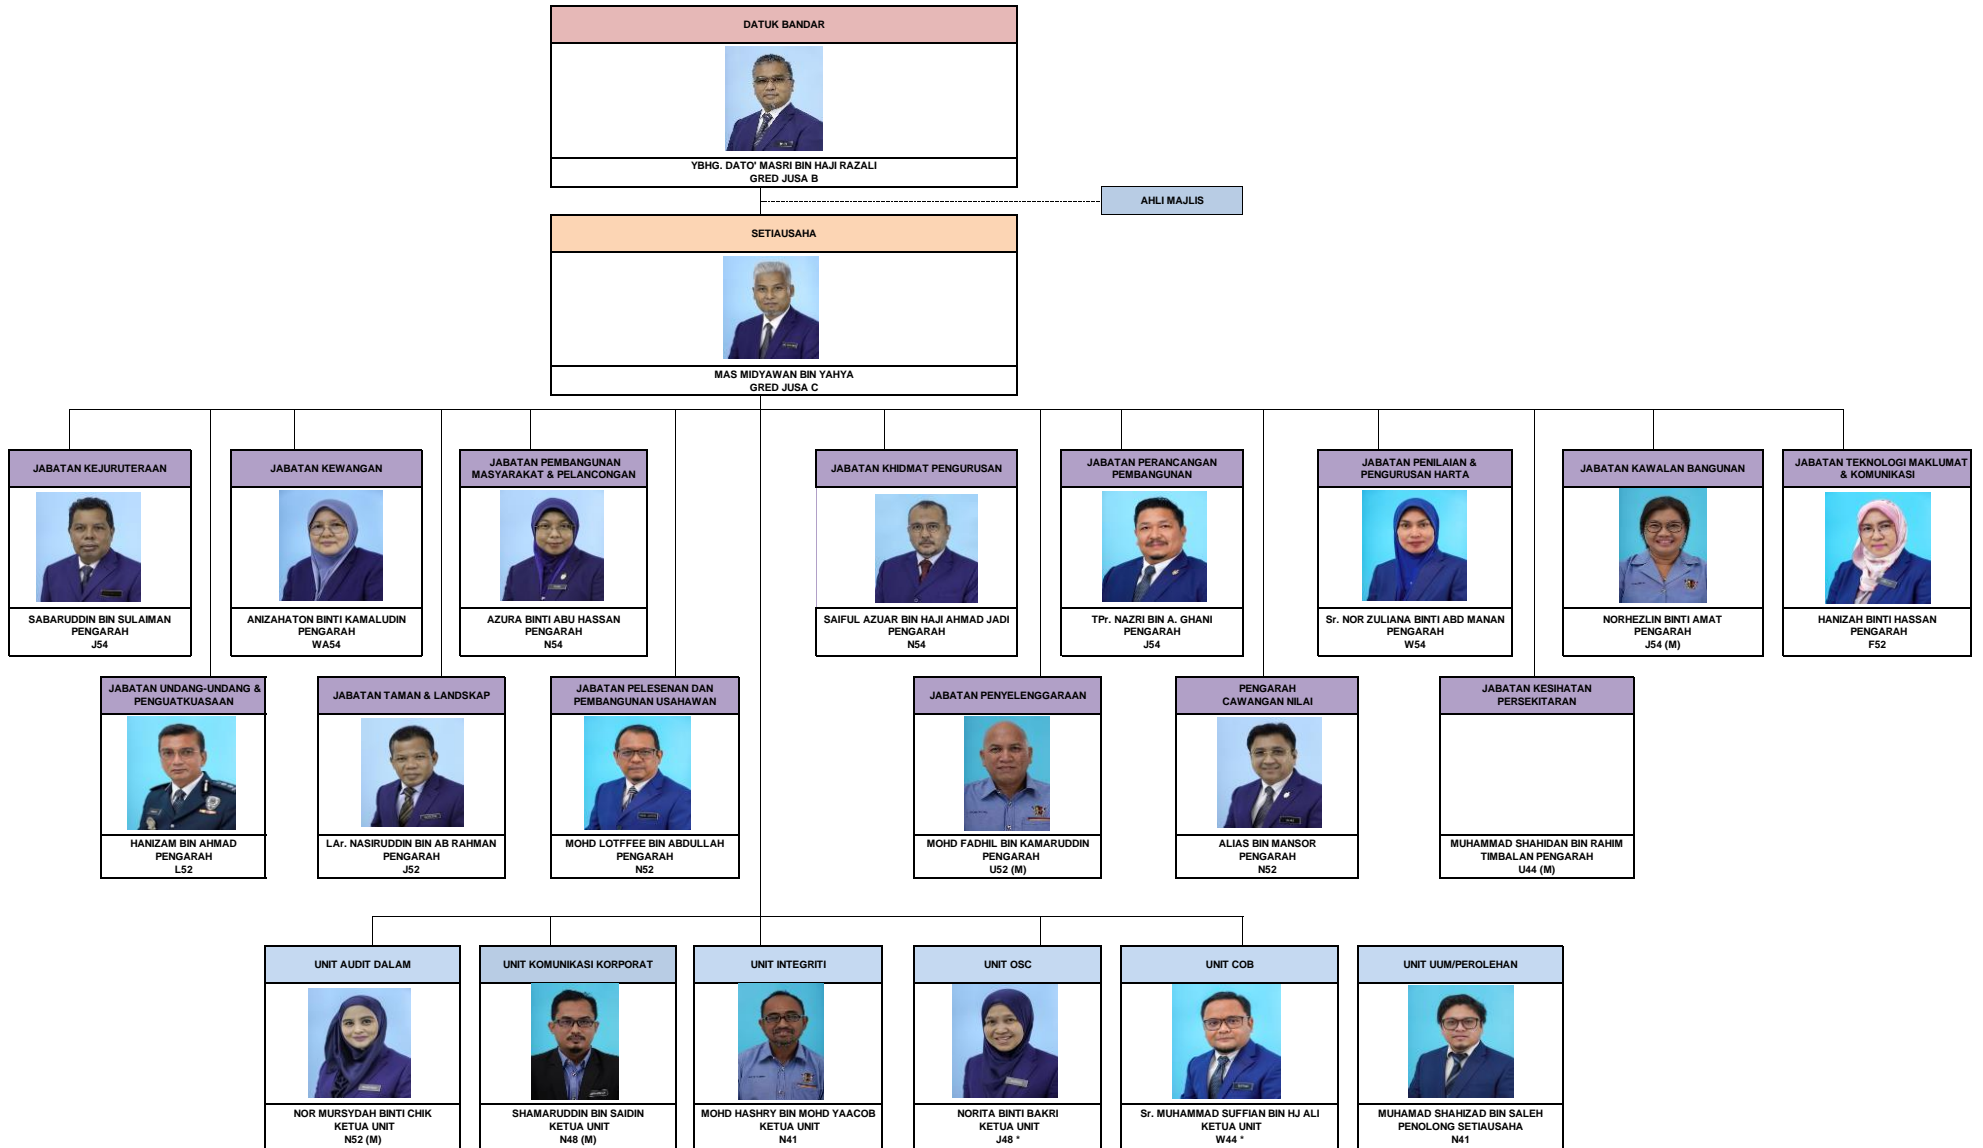 DATUK BANDAR
YBHG. DATO' MASRI BIN HAJI RAZALI
GRED JUSA B
AHLI MAJLIS
SETIAUSAHA
MAS MIDYAWAN BIN YAHYA
GRED JUSA C
JABATAN KEJURUTERAAN
SABARUDDIN BIN SULAIMAN
PENGARAH
J54
JABATAN KEWANGAN
ANIZAHATON BINTI KAMALUDIN
PENGARAH
WA54
JABATAN PEMBANGUNAN
MASYARAKAT & PELANCONGAN
AZURA BINTI ABU HASSAN
PENGARAH
N54
JABATAN KHIDMAT PENGURUSAN
SAIFUL AZUAR BIN HAJI AHMAD JADI
PENGARAH
N54
JABATAN PERANCANGAN
PEMBANGUNAN
TPr. NAZRI BIN A. GHANI
PENGARAH
J54
JABATAN PENILAIAN &
PENGURUSAN HARTA
Sr. NOR ZULIANA BINTI ABD MANAN
PENGARAH
W54
JABATAN KAWALAN BANGUNAN
NORHEZLIN BINTI AMAT
PENGARAH
J54 (M)
JABATAN TEKNOLOGI MAKLUMAT
& KOMUNIKASI
HANIZAH BINTI HASSAN
PENGARAH
F52
JABATAN UNDANG-UNDANG &
PENGUATKUASAAN
HANIZAM BIN AHMAD
PENGARAH
L52
JABATAN TAMAN & LANDSKAP
LAr. NASIRUDDIN BIN AB RAHMAN
PENGARAH
J52
JABATAN PELESENAN DAN
PEMBANGUNAN USAHAWAN
MOHD LOTFFEE BIN ABDULLAH
PENGARAH
N52
JABATAN PENYELENGGARAAN
MOHD FADHIL BIN KAMARUDDIN
PENGARAH
U52 (M)
PENGARAH
CAWANGAN NILAI
ALIAS BIN MANSOR
PENGARAH
N52
JABATAN KESIHATAN
PERSEKITARAN
MUHAMMAD SHAHIDAN BIN RAHIM
TIMBALAN PENGARAH
U44 (M)
UNIT AUDIT DALAM
NOR MURSYDAH BINTI CHIK
KETUA UNIT
N52 (M)
UNIT KOMUNIKASI KORPORAT
SHAMARUDDIN BIN SAIDIN
KETUA UNIT
N48 (M)
UNIT INTEGRITI
MOHD HASHRY BIN MOHD YAACOB
KETUA UNIT
N41
UNIT OSC
NORITA BINTI BAKRI
KETUA UNIT
J48 *
UNIT COB
Sr. MUHAMMAD SUFFIAN BIN HJ ALI
KETUA UNIT
W44 *
UNIT UUM/PEROLEHAN
MUHAMAD SHAHIZAD BIN SALEH
PENOLONG SETIAUSAHA
N41